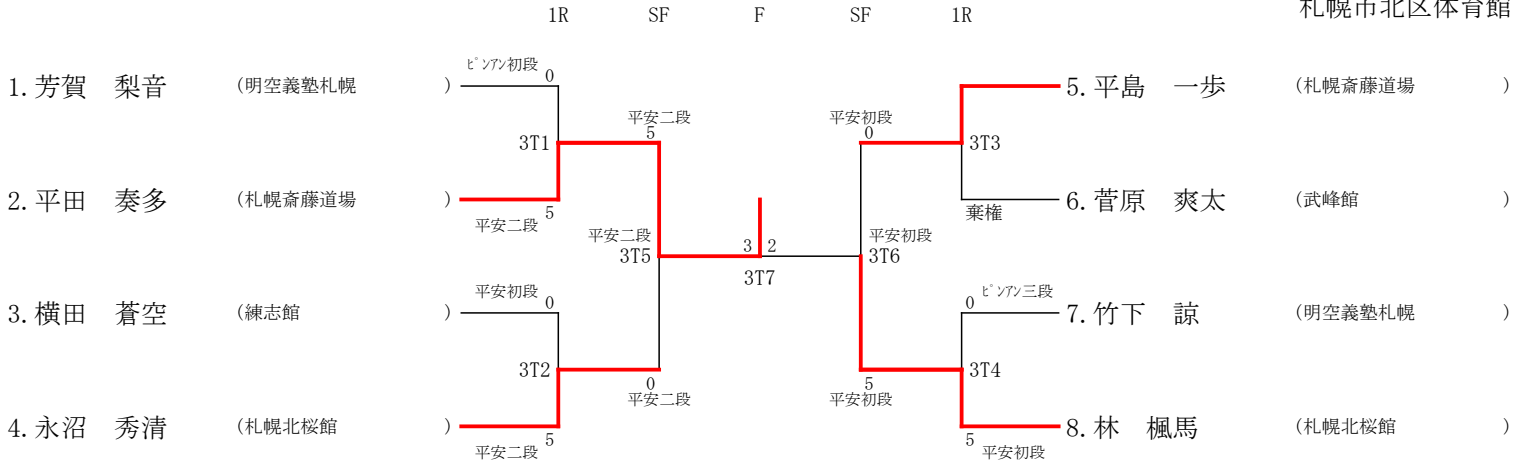 札幌市北区体育館
1R SF F SF 1R
ピンアン初段 0
1. 芳賀 梨音 (明空義塾札幌 )
5. 平島 一歩 (札幌斎藤道場 )
平安二段 5
平安初段 0
3T1
3T3
2. 平田 奏多 (札幌斎藤道場 )
平安二段 5
6. 菅原 爽太 (武峰館 )
棄権
平安二段
3T5
3 2
3T7
平安初段
3T6
平安初段 0
3. 横田 蒼空 (練志館 )
0 ピンアン三段
7. 竹下 諒 (明空義塾札幌 )
3T2
3T4
0 平安二段
5 平安初段
4. 永沼 秀清 (札幌北桜館 )
平安二段 5
8. 林 楓馬 (札幌北桜館 )
5 平安初段